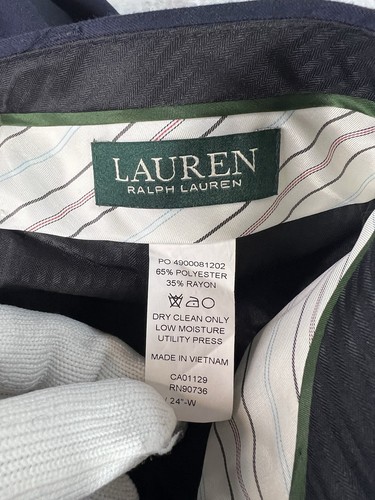 LAUREN
RALPH LAUREN
PO 4900081202
65% POLYESTER
35% RAYON
DRY CLEAN ONLY
LOW MOISTURE
UTILITY PRESS
MADE IN VIETNAM
CA01129
RN90736
24"-W